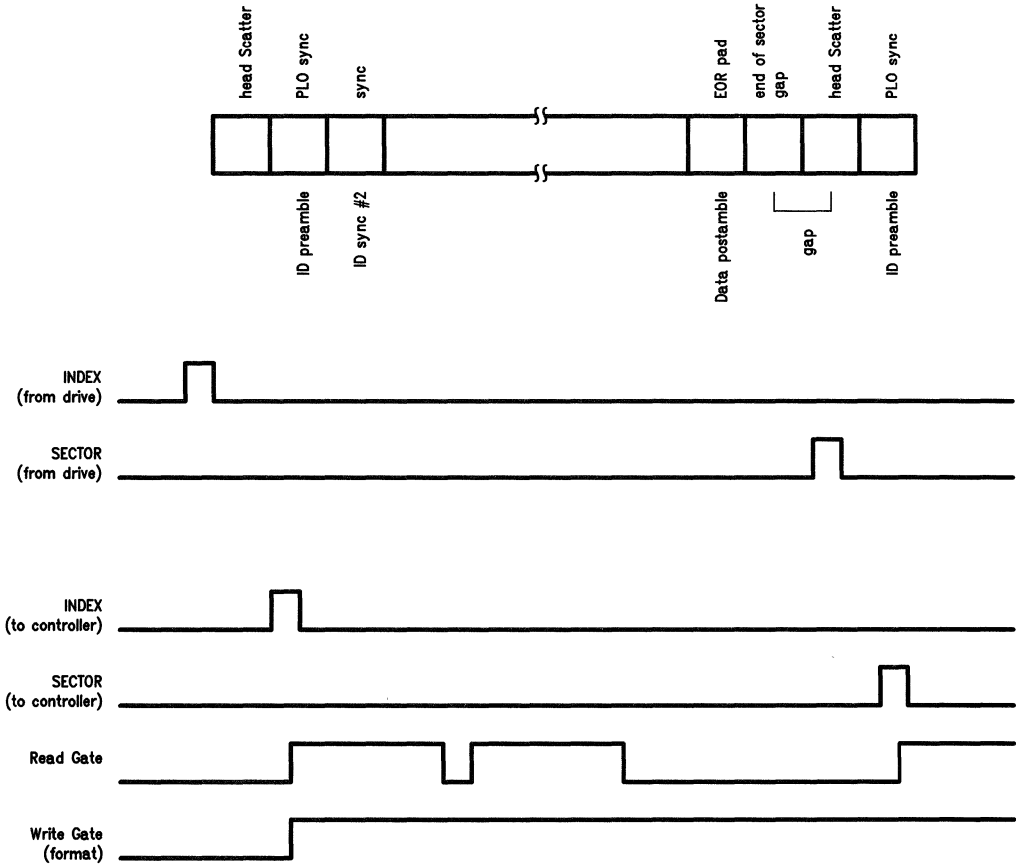 head Scatter
PLO sync
sync
EOR pad
end of sector
gap
head Scatter
PLO sync
ID preamble
ID sync #2
Data postamble
gap
ID preamble
INDEX
(from drive)
SECTOR
(from drive)
INDEX
(to controller)
SECTOR
(to controller)
Read Gate
Write Gate
(format)